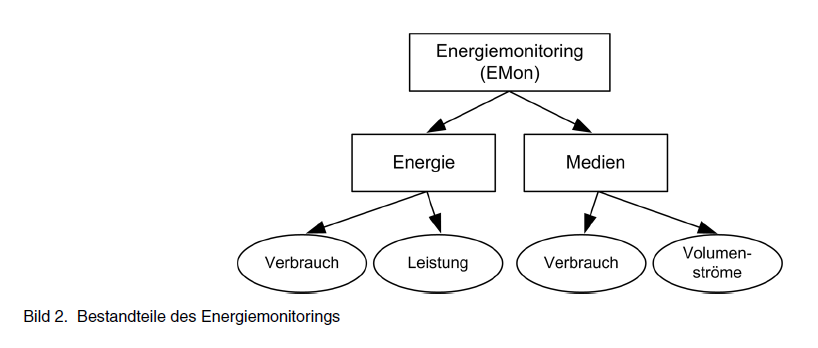 Energiemonitoring
(EMon)
Energie
Medien
Verbrauch
Leistung
Verbrauch
Volumen-
ströme
Bild 2.  Bestandteile des Energiemonitorings